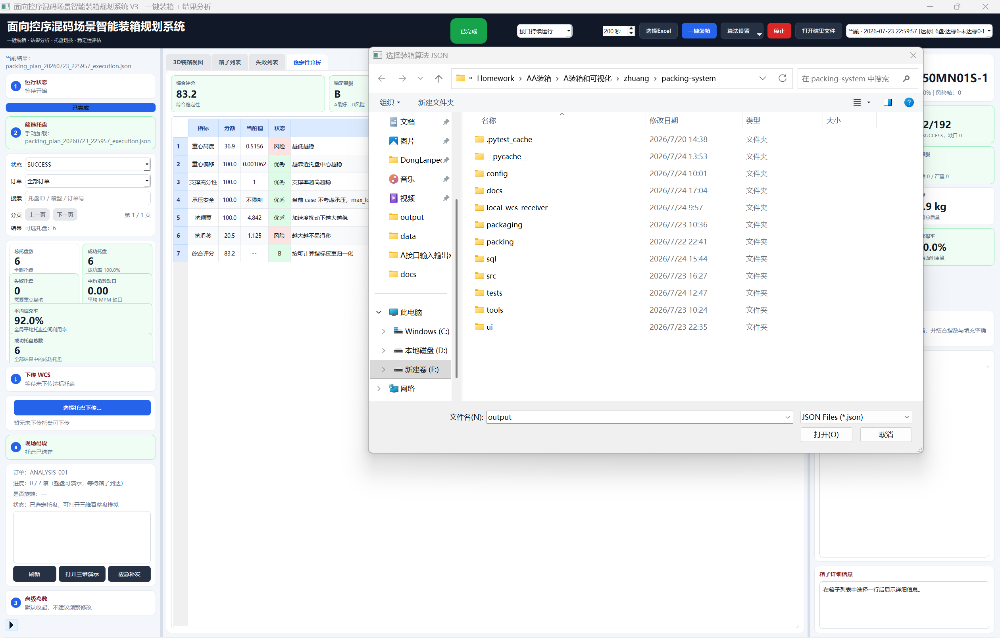 面向控序混码场景智能装箱规划系统 V3 - 一键装箱 + 结果分析
面向控序混码场景智能装箱规划系统
一键装箱 · 结果分析 · 托盘切换 · 稳定性评估
已完成
接口持续运行
200 秒
选择Excel
一键装箱
算法设置
停止
打开结果文件
当前 · 2026-07-23 22:59:57 [达标] 6盘·达标6·未达标0·1
当前结果：
packing_plan_20260723_225957_execution.json
1
运行状态
等待开始
已完成
2
筛选托盘
手动加载：
packing_plan_20260723_225957_execution.json
状态 SUCCESS
订单 全部订单
搜索 托盘ID / 箱型 / 订单号
分页 上一页 下一页 第 1 / 1 页
结果 可选托盘：6
总托盘数
6
全部托盘
成功托盘
6
成功率 100.0%
失败托盘
0
需要重点复核
平均指数缺口
0.00
平均 MPM 缺口
平均填充率
92.0%
全局平均托盘空间利用率
成功托盘总数
6
全部结果中的成功托盘
↓
下传 WCS
等待未下传达标托盘
选择托盘下传...
暂无未下传托盘可下传
现场码垛
托盘已选定
订单：ANALYSIS_001
进度：0 / ? 箱（整盘可演示，等待箱子到达）
是否旋转：—
状态：已选定托盘，可打开三维看整盘模拟
刷新 打开三维演示 应急补发
3
高级参数
默认收起，不建议频繁修改
3D装箱视图 箱子列表 失败列表 稳定性分析
综合评分
83.2
综合稳定性
稳定等级
B
A最好，D风险
指标 分数 当前值 状态
1 重心高度 36.9 0.5156 风险 越低越稳
2 重心偏移 100.0 0.001062 优秀 越靠近托盘中心越稳
3 支撑充分性 100.0 1 优秀 支撑率越高越稳
4 承压安全 100.0 不限制 优秀 当前 case 不考虑承压，max_lo
5 抗倾覆 100.0 4.842 优秀 加速度扰动下越大越稳
6 抗滑移 20.5 1.125 风险 越大越不易滑移
7 综合评分 83.2 -- B 按可计算指标权重归一化
选择装箱算法 JSON
« Homework › AA装箱 › A装箱和可视化 › zhuang › packing-system
在 packing-system 中搜索
组织 新建文件夹
文档
图片
DongLanpec
音乐
视频
output
data
A接口输入输出
docs
此电脑
Windows (C:)
本地磁盘 (D:)
新建卷 (E:)
网络
名称 修改日期 类型 大小
.pytest_cache 2026/7/20 14:38 文件夹
__pycache__ 2026/7/24 13:53 文件夹
config 2026/7/24 10:01 文件夹
docs 2026/7/24 17:04 文件夹
local_wcs_receiver 2026/7/24 9:57 文件夹
packaging 2026/7/23 10:36 文件夹
packing 2026/7/22 22:41 文件夹
sql 2026/7/24 15:44 文件夹
src 2026/7/23 16:27 文件夹
tests 2026/7/24 12:47 文件夹
tools 2026/7/23 10:24 文件夹
ui 2026/7/23 22:35 文件夹
文件名(N): output
JSON Files (*.json)
打开(O) 取消
50MN01S-1
0% | 风险箱：0
2/192
SUCCESS，缺口 0
等级
箱 0 / 严重 0
量
.9 kg
盘总质量
支撑率
0.0%
触面积重算
箱，并结合指数与填充率确
箱子详细信息
在箱子列表中选择一行后显示详细信息。